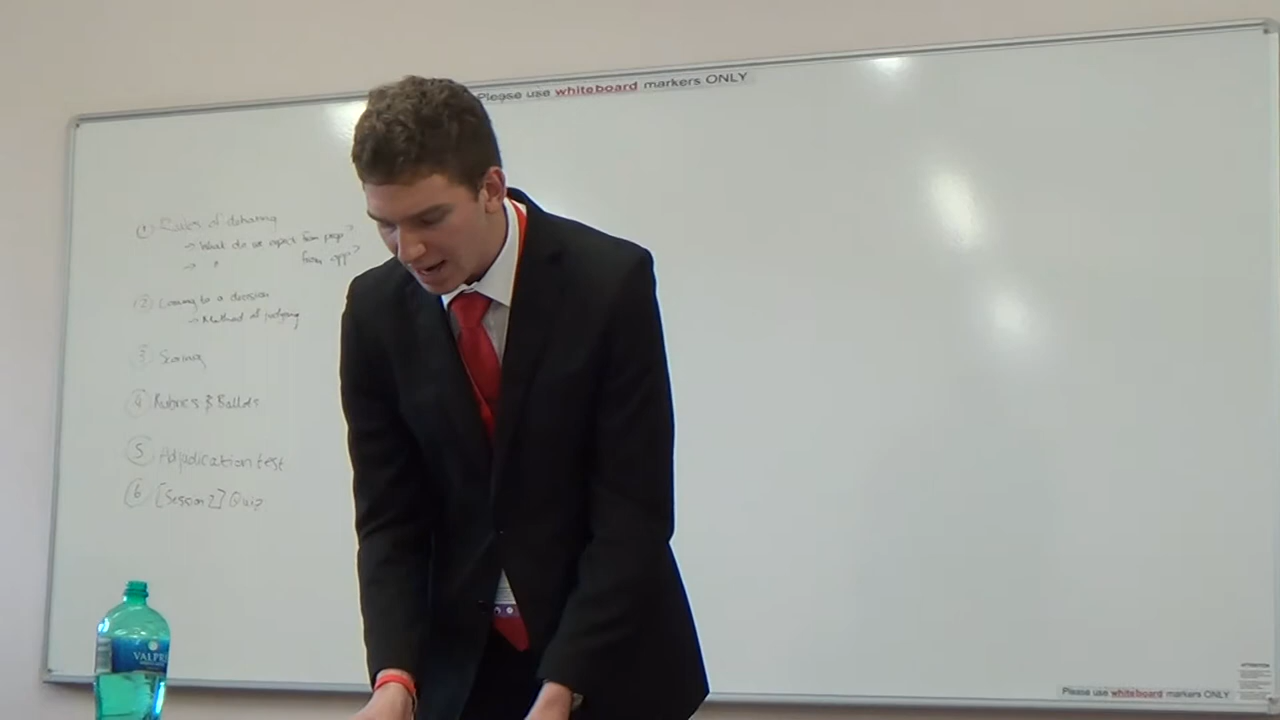 Please use whiteboard markers ONLY
① Rules of debating
→ What do we expect from prop?
→ " from opp?
② Coming to a decision
→ Method of judging
③ Scoring
④ Rubrics & Ballots
⑤ Adjudication test
⑥ [Session 2] Quiz
VALPRE
Please use whiteboard markers ONLY
ATTENTION